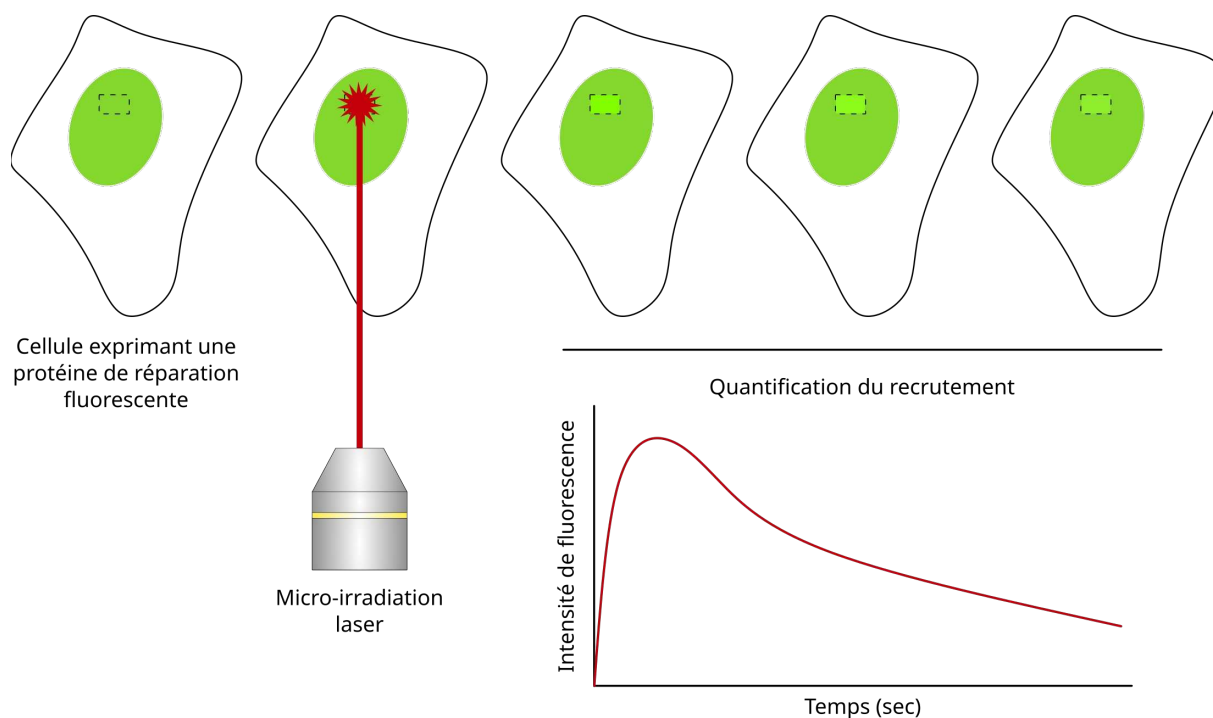 Cellule exprimant une
protéine de réparation
fluorescente
Micro-irradiation
laser
Quantification du recrutement
Intensité de fluorescence
Temps (sec)